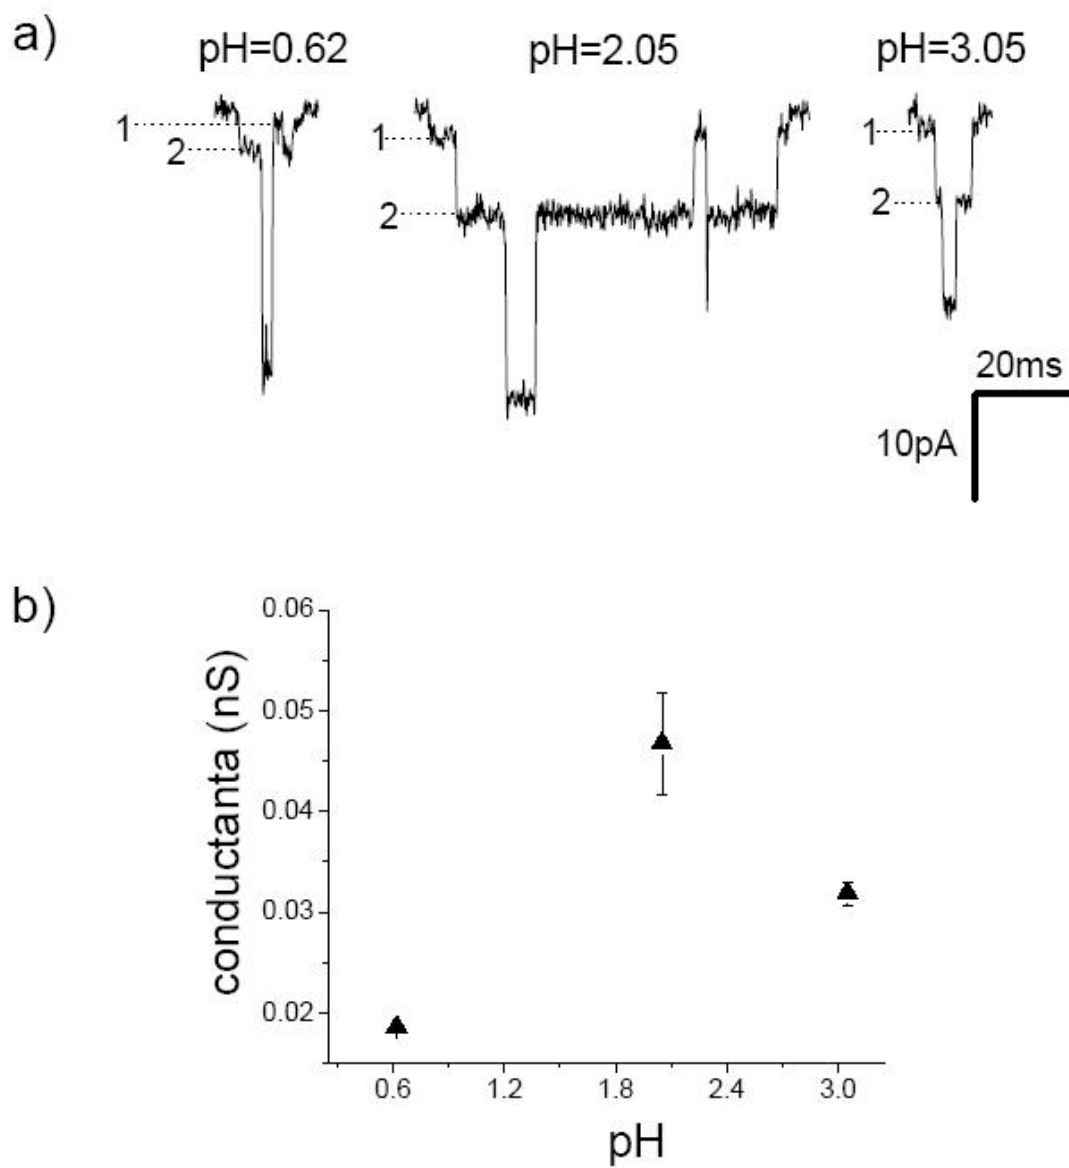 a)
pH=0.62 pH=2.05 pH=3.05
1 1 1
2 2 2
20ms
10pA
b)
0.06
0.05
0.04
0.03
0.02
conductanta (nS)
0.6 1.2 1.8 2.4 3.0
pH